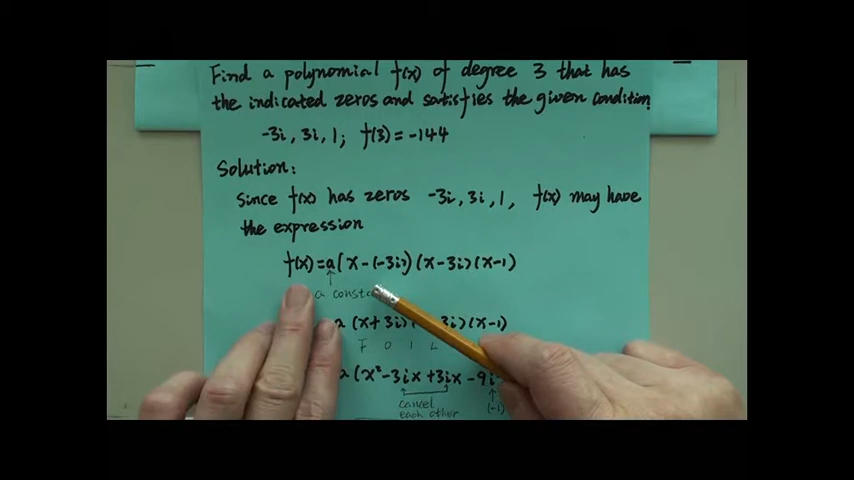 Find a polynomial f(x) of degree 3 that has
the indicated zeros and satisfies the given condition.
-3i, 3i, 1; f(3) = -144
Solution:
Since f(x) has zeros -3i, 3i, 1, f(x) may have
the expression
f(x) = a(x-(-3i))(x-3i)(x-1)
a
a(x+3i)( 3i)(x-1)
F O I L
a(x²-3ix+3ix-9i
cancel
each other
(-1)